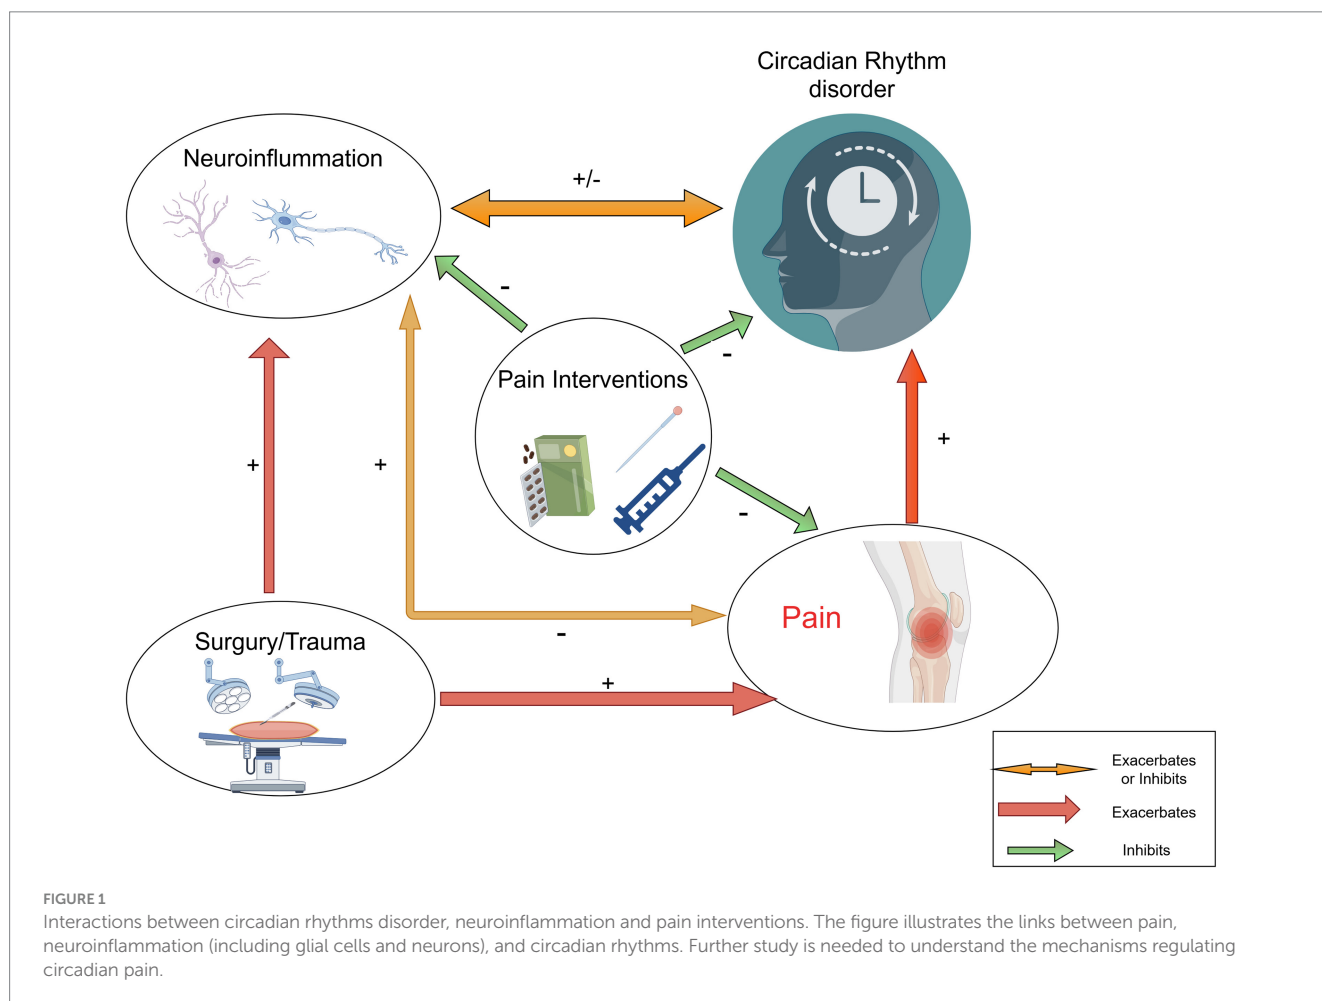 Circadian Rhythm
disorder
Neuroinflummation
+/-
-
-
Pain Interventions
+
+
+
-
-
Pain
Surgury/Trauma
+
Exacerbates
or Inhibits
Exacerbates
Inhibits
FIGURE 1
Interactions between circadian rhythms disorder, neuroinflammation and pain interventions. The figure illustrates the links between pain,
neuroinflammation (including glial cells and neurons), and circadian rhythms. Further study is needed to understand the mechanisms regulating
circadian pain.